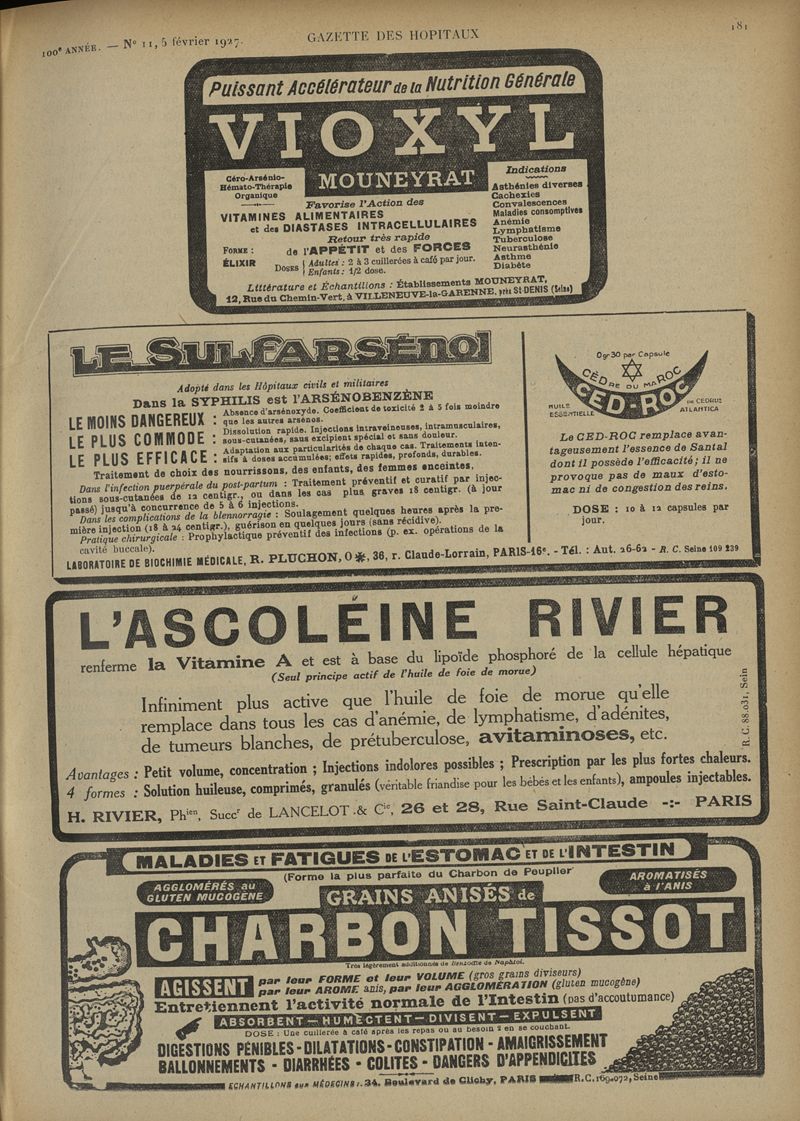 100e ANNÉE. — N° 11, 5 février 1927.
GAZETTE DES HOPITAUX
181
Puissant Accélérateur de la Nutrition Générale
VIOXYL
MOUNEYRAT
Céro-Arsénio-
Hémato-Thérapie
Organique
Favorise l'Action des
VITAMINES ALIMENTAIRES
et des DIASTASES INTRACELLULAIRES
Retour très rapide
de l'APPÉTIT et des FORCES
FORME :
ÉLIXIR
DOSES
Adultes : 2 à 3 cuillerées à café par jour.
Enfants : 1/2 dose.
Indications
Asthénies diverses
Cachexies
Convalescences
Maladies consomptives
Anémie
Lymphatisme
Tuberculose
Neurasthénie
Asthme
Diabète
Littérature et Échantillons : Établissements MOUNEYRAT,
12, Rue du Chemin-Vert, à VILLENEUVE-la-GARENNE, près St-DENIS (Seine)
LE SULFARSÉNOL
Adopté dans les Hôpitaux civils et militaires
Dans la SYPHILIS est l'ARSÉNOBENZÈNE
LE MOINS DANGEREUX : Absence d'arsénoxyde. Coefficient de toxicité 2 à 5 fois moindre
que les autres arsénos.
LE PLUS COMMODE : Dissolution rapide. Injections intraveineuses, intramusculaires,
sous-cutanées, sans excipient spécial et sans douleur.
LE PLUS EFFICACE : Adaptation aux particularités de chaque cas. Traitements inten-
sifs à doses accumulées; effets rapides, profonds, durables.
Traitement de choix des nourrissons, des enfants, des femmes enceintes,
Dans l'infection puerpérale du post-partum : Traitement préventif et curatif par injec-
tions sous-cutanées de 12 centigr., ou dans les cas plus graves 18 centigr. (à jour
passé) jusqu'à concurrence de 5 à 6 injections.
Dans les complications de la blennorragie : Soulagement quelques heures après la pre-
mière injection (18 à 24 centigr.), guérison en quelques jours (sans récidive).
Pratique chirurgicale : Prophylactique préventif des infections (p. ex. opérations de la
cavité buccale).
0gr30 par Capsule
CÈDRE DU MAROC
CED-ROC
HUILE
ESSENTIELLE
DE CEDRUS
ATLANTICA
Le CED-ROC remplace avan-
tageusement l'essence de Santal
dont il possède l'efficacité ; il ne
provoque pas de maux d'esto-
mac ni de congestion des reins.
DOSE : 10 à 12 capsules par
jour.
LABORATOIRE DE BIOCHIMIE MÉDICALE, R. PLUCHON, O ✻, 36, r. Claude-Lorrain, PARIS-16e. - Tél. : Aut. 26-62 - R. C. Seine 109 239
L'ASCOLÉINE RIVIER
renferme la Vitamine A et est à base du lipoïde phosphoré de la cellule hépatique
(Seul principe actif de l'huile de foie de morue)
Infiniment plus active que l'huile de foie de morue qu'elle
remplace dans tous les cas d'anémie, de lymphatisme, d'adénites,
de tumeurs blanches, de prétuberculose, avitaminoses, etc.
R. C. 88.031, Sein
Avantages : Petit volume, concentration ; Injections indolores possibles ; Prescription par les plus fortes chaleurs.
4 formes : Solution huileuse, comprimés, granulés (véritable friandise pour les bébés et les enfants), ampoules injectables.
H. RIVIER, Phien, Succr de LANCELOT & Cie, 26 et 28, Rue Saint-Claude -:- PARIS
MALADIES ET FATIGUES DE L'ESTOMAC ET DE L'INTESTIN
(Forme la plus parfaite du Charbon de Peuplier
AGGLOMÉRÉS au
GLUTEN MUCOGÈNE
GRAINS ANISÉS de
AROMATISÉS
à l'ANIS
CHARBON TISSOT
Très légèrement additionnés de Benzoate de Naphtol.
AGISSENT
par leur FORME et leur VOLUME (gros grains diviseurs)
par leur AROME anis, par leur AGGLOMÉRATION (gluten mucogène)
Entretiennent l'activité normale de l'Intestin (pas d'accoutumance)
ABSORBENT — HUMECTENT — DIVISENT — EXPULSENT
DOSE : Une cuillerée à café après les repas ou au besoin 2 en se couchant.
DIGESTIONS PÉNIBLES - DILATATIONS - CONSTIPATION - AMAIGRISSEMENT
BALLONNEMENTS - DIARRHÉES - COLITES - DANGERS D'APPENDICITES
ECHANTILLONS aux MÉDECINS : 34, Boulevard de Clichy, PARIS R. C. 169.072, Seine